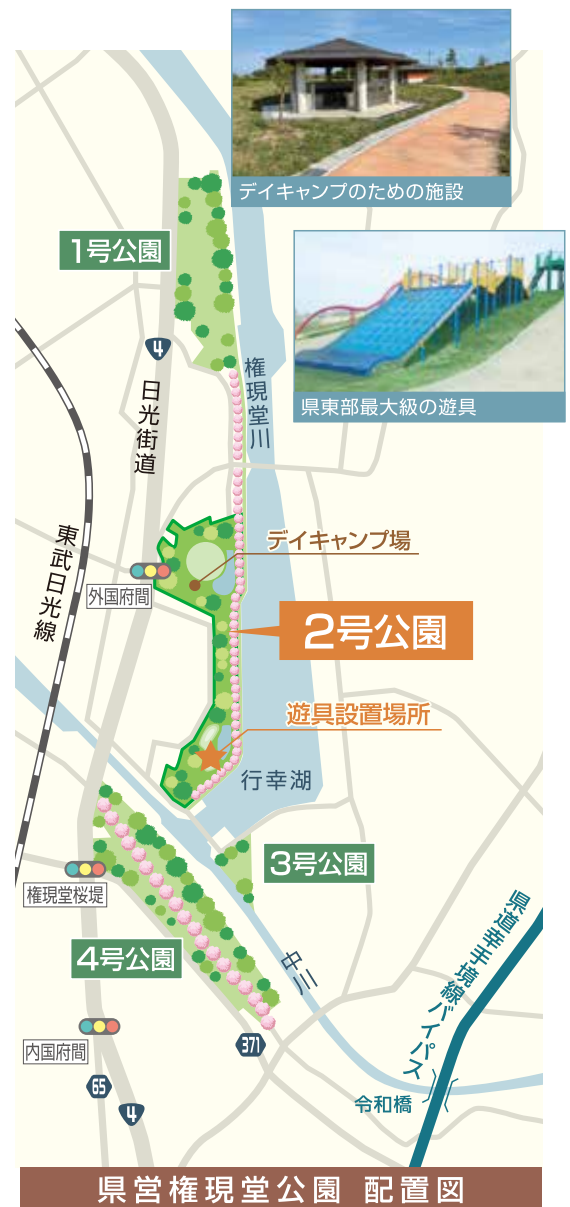 デイキャンプのための施設
1号公園
県東部最大級の遊具
4
権現堂川
日光街道
東武日光線
デイキャンプ場
外国府間
2号公園
遊具設置場所
行幸湖
3号公園
権現堂桜堤
県道幸手境線バイパス
4号公園
中川
内国府間
371
65
4
令和橋
県営権現堂公園 配置図